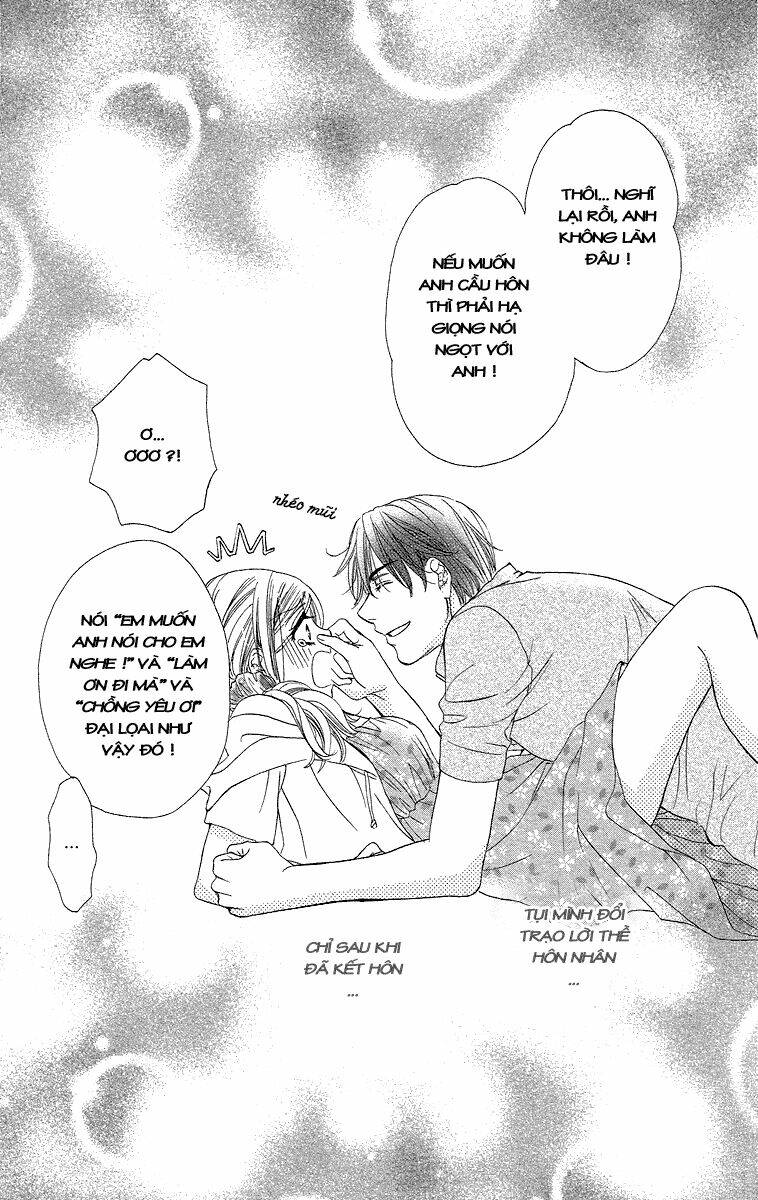 THÔI... NGHĨ
LẠI RỒI, ANH
KHÔNG LÀM
ĐÂU !
NẾU MUỐN
ANH CẦU HÔN
THÌ PHẢI HẠ
GIỌNG NÓI
NGỌT VỚI
ANH !
Ơ...
ƠƠƠ ?!
nhéo mũi
NÓI "EM MUỐN
ANH NÓI CHO EM
NGHE !" VÀ "LÀM
ƠN ĐI MÀ" VÀ
"CHỒNG YÊU ƠI"
ĐẠI LOẠI NHƯ
VẬY ĐÓ !
...
TỤI MÌNH ĐỔI
TRAO LỜI THỀ
HÔN NHÂN
...
CHỈ SAU KHI
ĐÃ KẾT HÔN
...